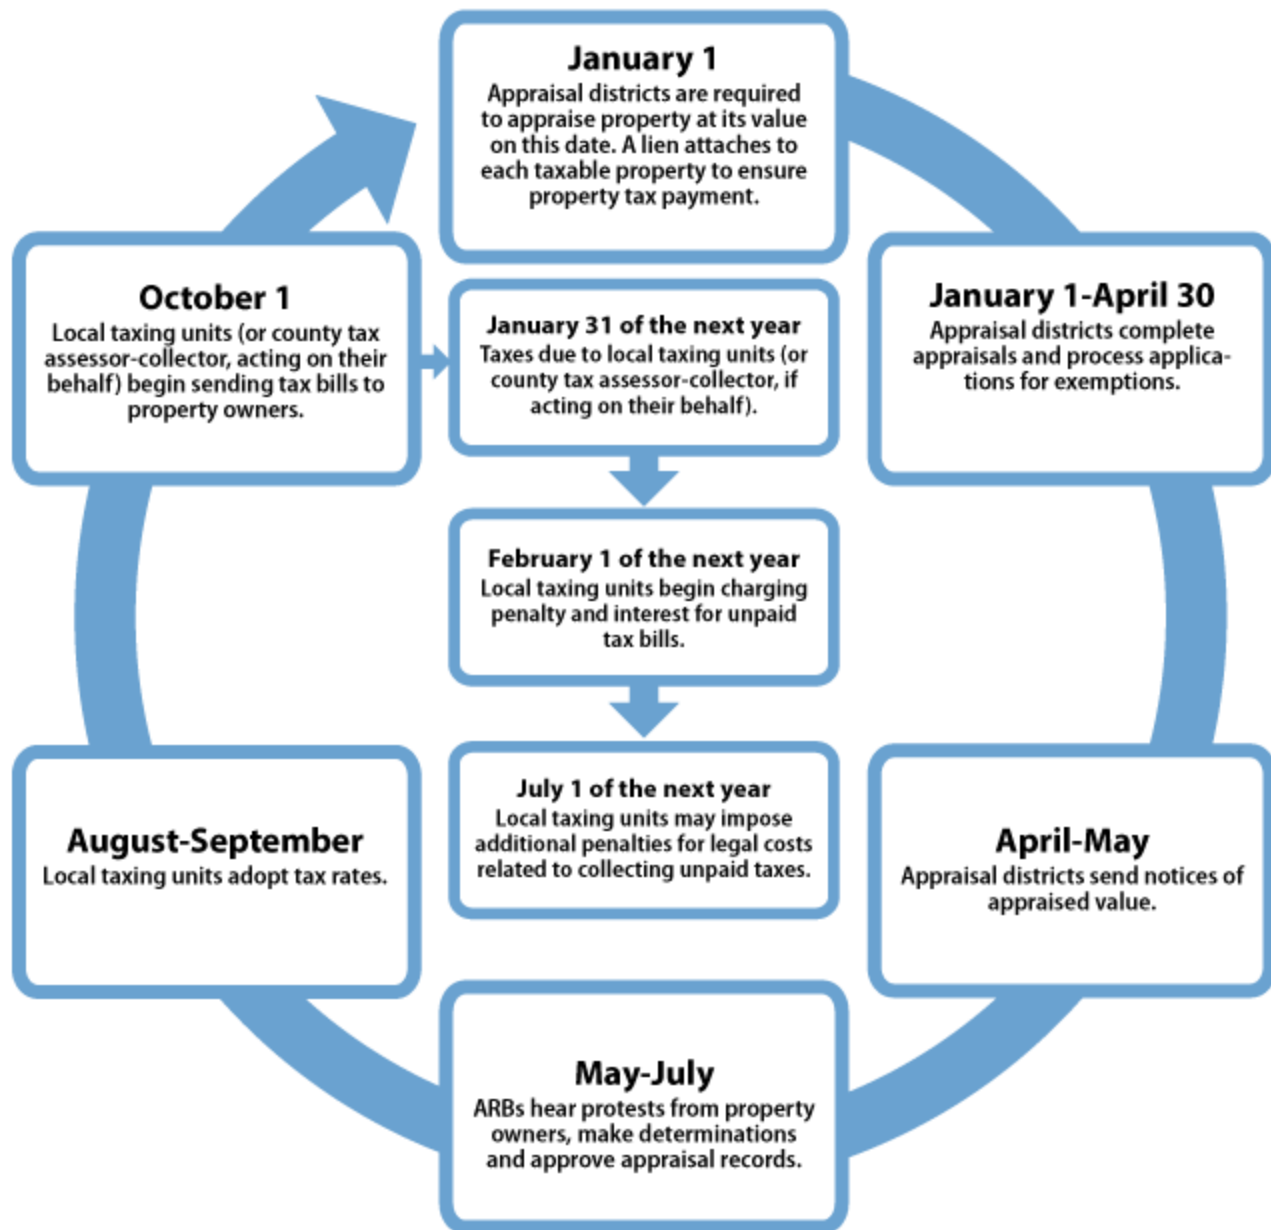 January 1
Appraisal districts are required
to appraise property at its value
on this date. A lien attaches to
each taxable property to ensure
property tax payment.
January 1-April 30
Appraisal districts complete
appraisals and process applica-
tions for exemptions.
April-May
Appraisal districts send notices of
appraised value.
May-July
ARBs hear protests from property
owners, make determinations
and approve appraisal records.
August-September
Local taxing units adopt tax rates.
October 1
Local taxing units (or county tax
assessor-collector, acting on their
behalf) begin sending tax bills to
property owners.
January 31 of the next year
Taxes due to local taxing units (or
county tax assessor-collector, if
acting on their behalf).
February 1 of the next year
Local taxing units begin charging
penalty and interest for unpaid
tax bills.
July 1 of the next year
Local taxing units may impose
additional penalties for legal costs
related to collecting unpaid taxes.